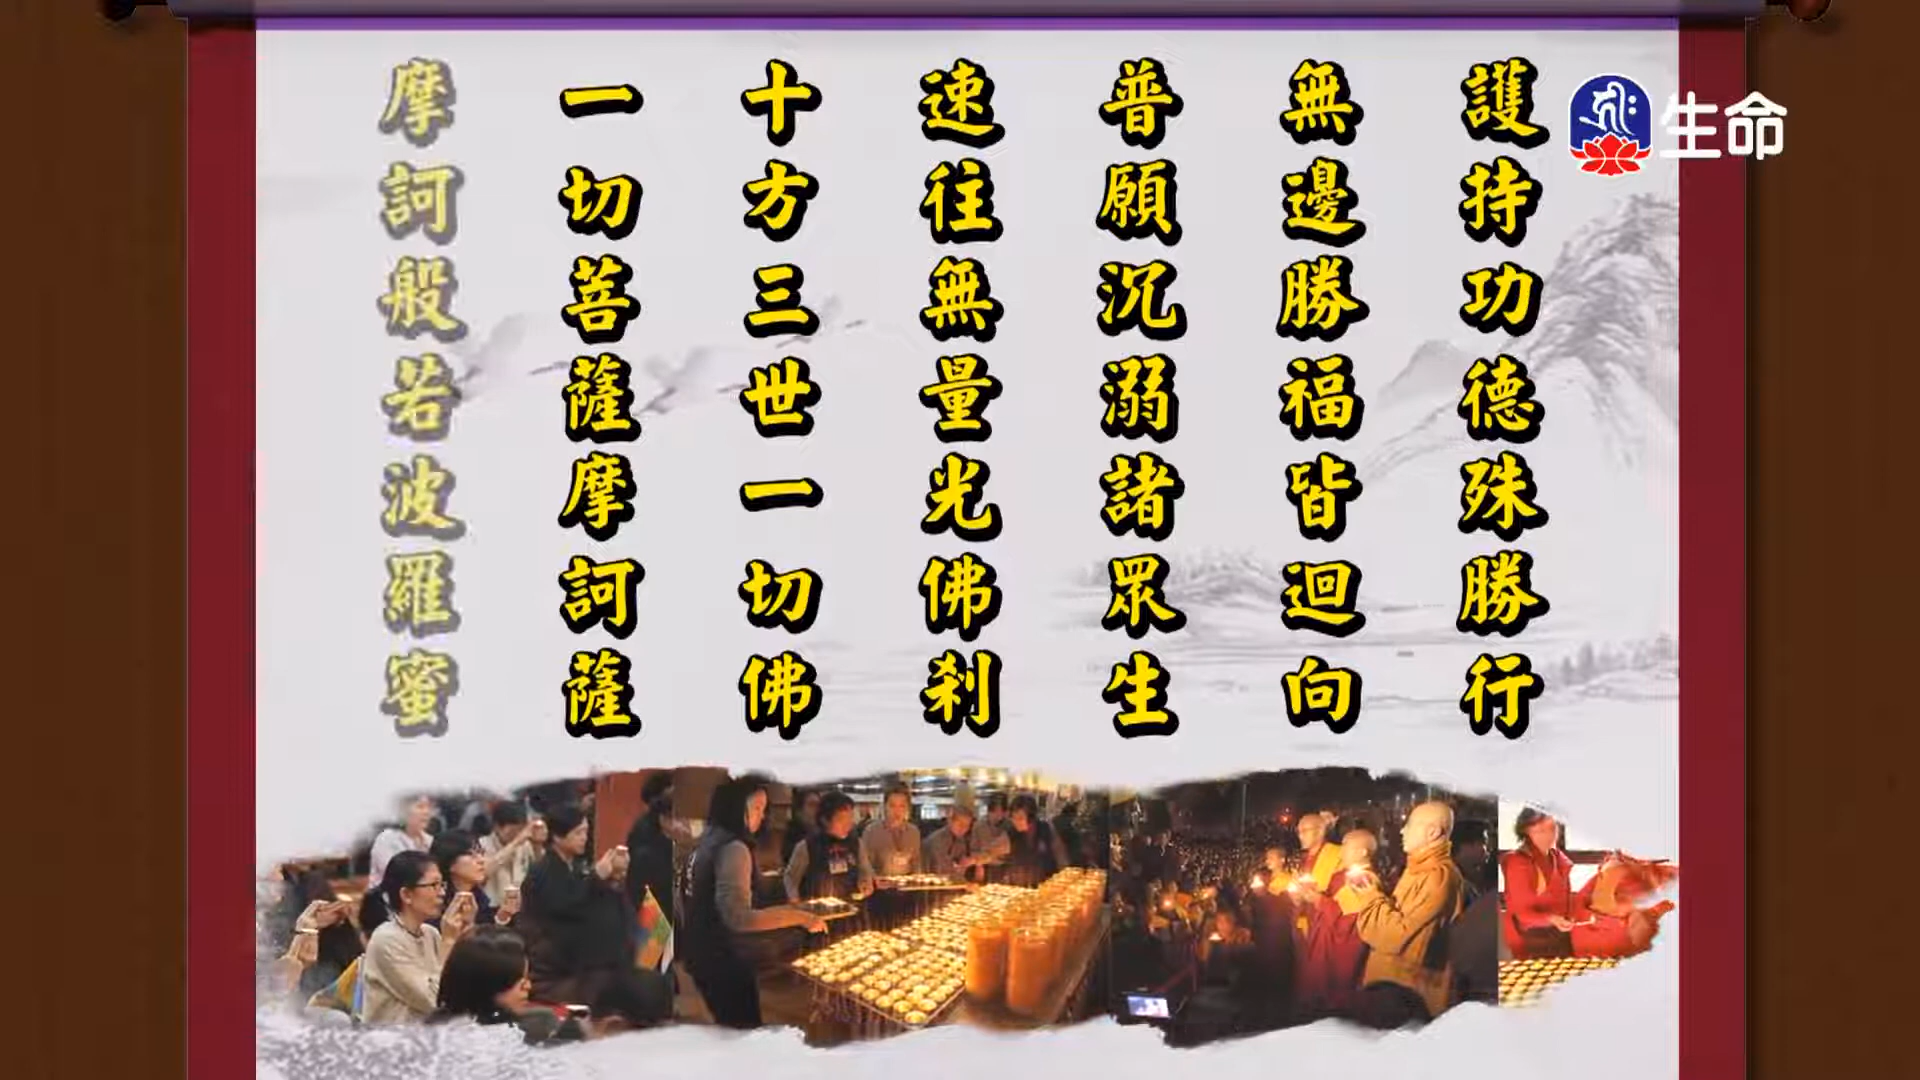 護持功德殊勝行
無邊勝福皆迴向
普願沉溺諸眾生
速往無量光佛剎
十方三世一切佛
一切菩薩摩訶薩
摩訶般若波羅蜜
生命